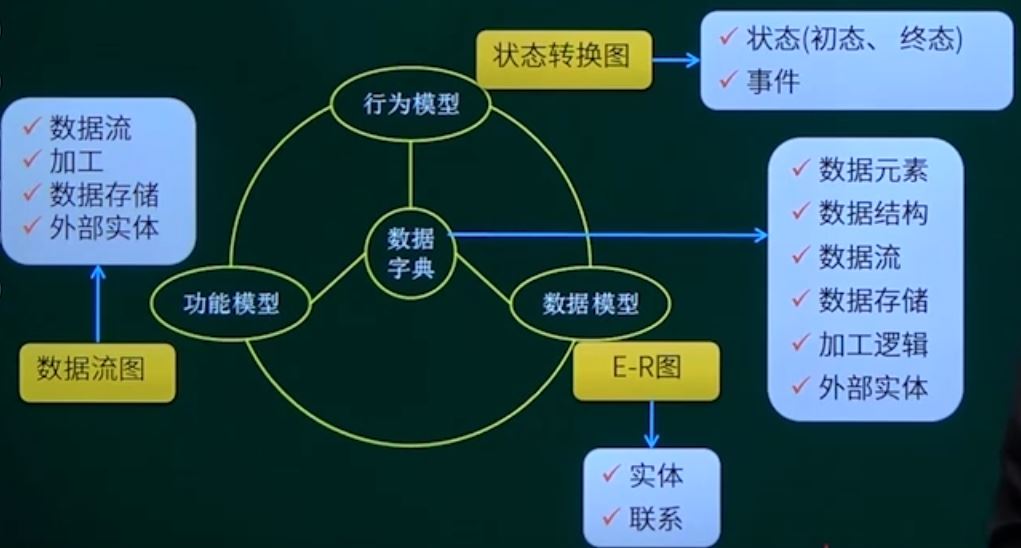 状态转换图
状态(初态、 终态)
事件
行为模型
数据流
加工
数据存储
外部实体
数据
字典
数据元素
数据结构
数据流
数据存储
加工逻辑
外部实体
功能模型
数据模型
数据流图
E-R图
实体
联系